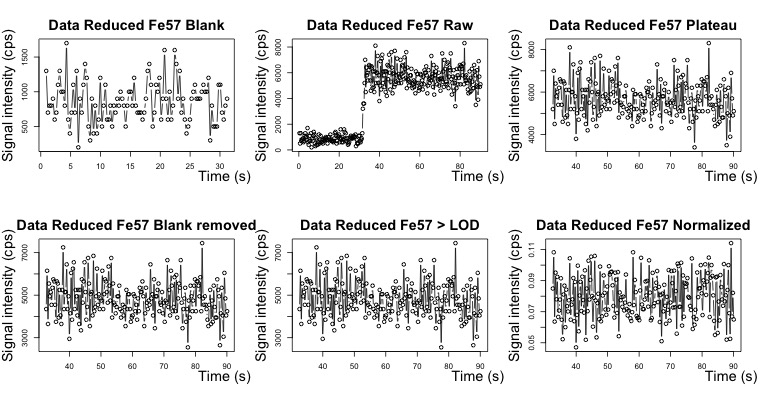 Data Reduced Fe57 Blank
Signal intensity (cps)
500 1000 1500
0 5 10 15 20 25 30
Time (s)
Data Reduced Fe57 Raw
Signal intensity (cps)
0 2000 4000 6000 8000
0 20 40 60 80
Time (s)
Data Reduced Fe57 Plateau
Signal intensity (cps)
4000 6000 8000
40 50 60 70 80 90
Time (s)
Data Reduced Fe57 Blank removed
Signal intensity (cps)
3000 5000 7000
40 50 60 70 80 90
Time (s)
Data Reduced Fe57 > LOD
Signal intensity (cps)
3000 5000 7000
40 50 60 70 80 90
Time (s)
Data Reduced Fe57 Normalized
Signal intensity (cps)
0.05 0.07 0.09 0.11
40 50 60 70 80 90
Time (s)